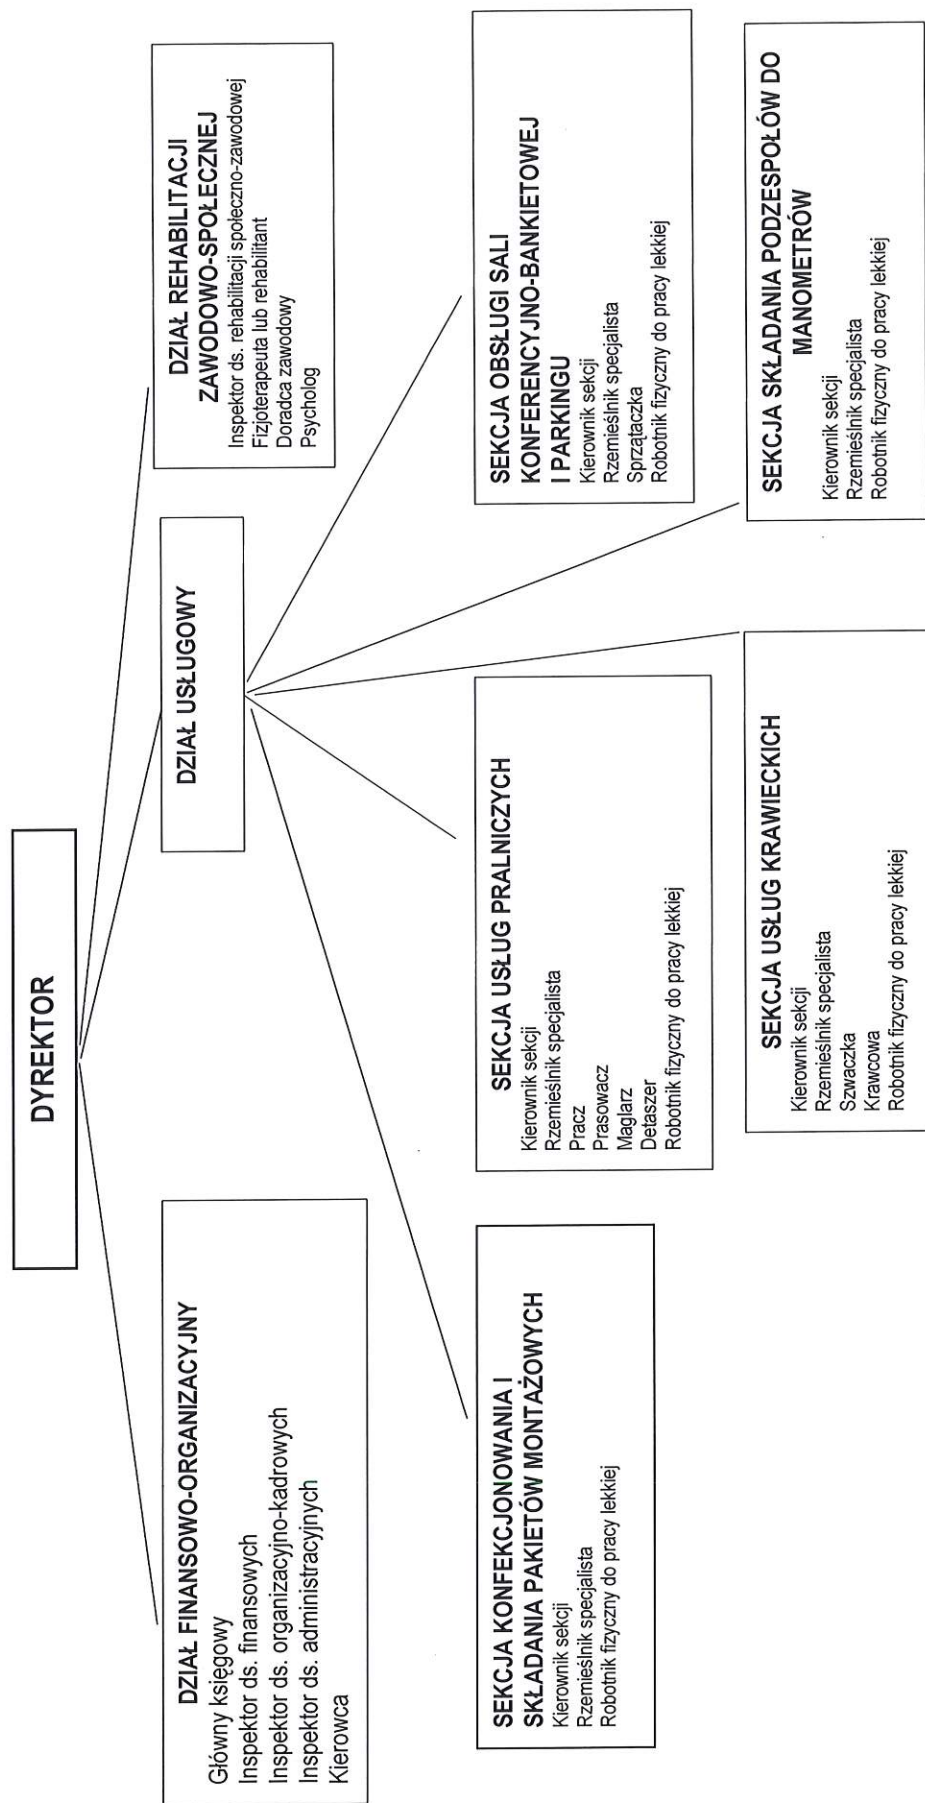 DYREKTOR
DZIAŁ FINANSOWO-ORGANIZACYJNY
Główny księgowy
Inspektor ds. finansowych
Inspektor ds. organizacyjno-kadrowych
Inspektor ds. administracyjnych
Kierowca
DZIAŁ USŁUGOWY
DZIAŁ REHABILITACJI
ZAWODOWO-SPOŁECZNEJ
Inspektor ds. rehabilitacji społeczno-zawodowej
Fizjoterapeuta lub rehabilitant
Doradca zawodowy
Psycholog
SEKCJA KONFEKCJONOWANIA I
SKŁADANIA PAKIETÓW MONTAŻOWYCH
Kierownik sekcji
Rzemieślnik specjalista
Robotnik fizyczny do pracy lekkiej
SEKCJA USŁUG PRALNICZYCH
Kierownik sekcji
Rzemieślnik specjalista
Pracz
Prasowacz
Maglarz
Detaszer
Robotnik fizyczny do pracy lekkiej
SEKCJA OBSŁUGI SALI
KONFERENCYJNO-BANKIETOWEJ
I PARKINGU
Kierownik sekcji
Rzemieślnik specjalista
Sprzątaczka
Robotnik fizyczny do pracy lekkiej
SEKCJA USŁUG KRAWIECKICH
Kierownik sekcji
Rzemieślnik specjalista
Szwaczka
Krawcowa
Robotnik fizyczny do pracy lekkiej
SEKCJA SKŁADANIA PODZESPOŁÓW DO
MANOMETRÓW
Kierownik sekcji
Rzemieślnik specjalista
Robotnik fizyczny do pracy lekkiej